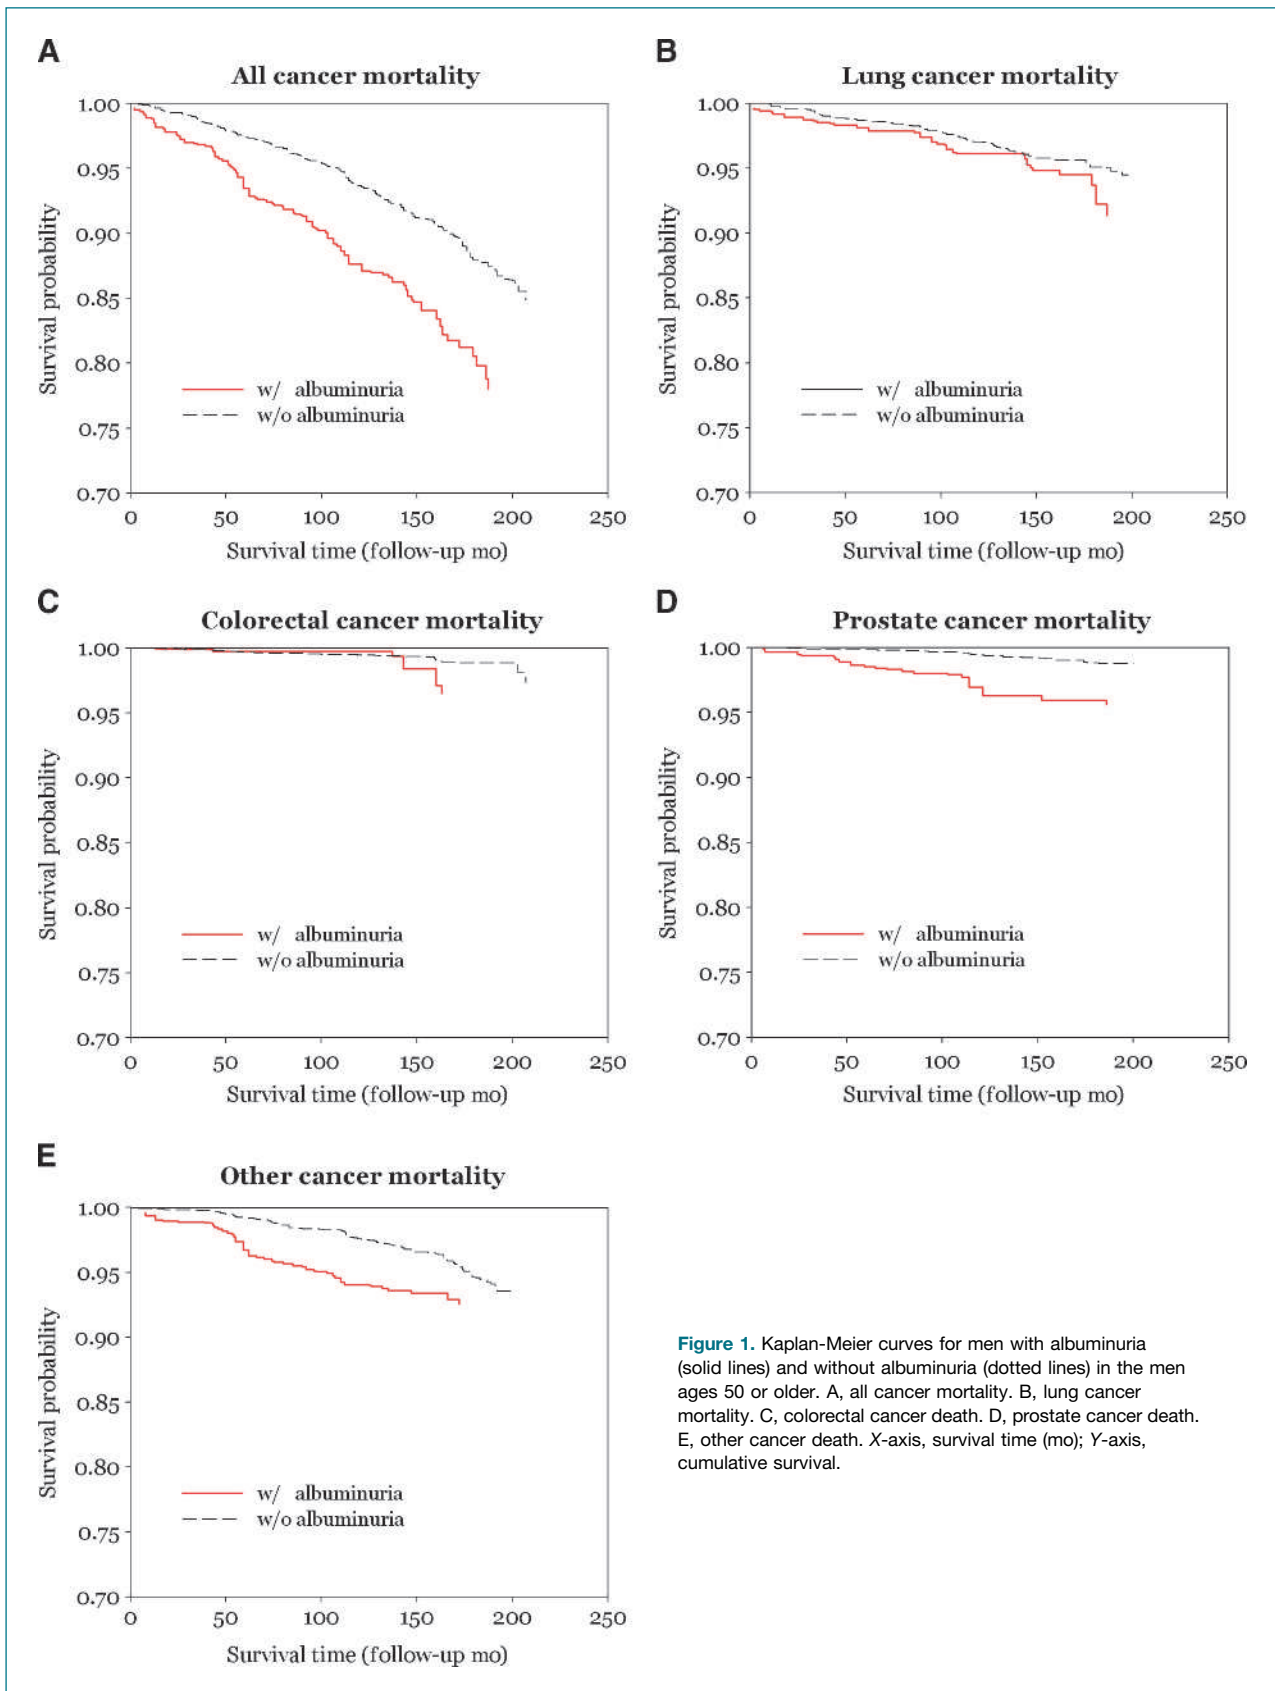 A
All cancer mortality
1.00
0.95
0.90
0.85
0.80
0.75
0.70
Survival probability
w/ albuminuria
w/o albuminuria
0 50 100 150 200 250
Survival time (follow-up mo)
B
Lung cancer mortality
1.00
0.95
0.90
0.85
0.80
0.75
0.70
Survival probability
w/ albuminuria
w/o albuminuria
0 50 100 150 200 250
Survival time (follow-up mo)
C
Colorectal cancer mortality
1.00
0.95
0.90
0.85
0.80
0.75
0.70
Survival probability
w/ albuminuria
w/o albuminuria
0 50 100 150 200 250
Survival time (follow-up mo)
D
Prostate cancer mortality
1.00
0.95
0.90
0.85
0.80
0.75
0.70
Survival probability
w/ albuminuria
w/o albuminuria
0 50 100 150 200 250
Survival time (follow-up mo)
E
Other cancer mortality
1.00
0.95
0.90
0.85
0.80
0.75
0.70
Survival probability
w/ albuminuria
w/o albuminuria
0 50 100 150 200 250
Survival time (follow-up mo)
Figure 1. Kaplan-Meier curves for men with albuminuria
(solid lines) and without albuminuria (dotted lines) in the men
ages 50 or older. A, all cancer mortality. B, lung cancer
mortality. C, colorectal cancer death. D, prostate cancer death.
E, other cancer death. X-axis, survival time (mo); Y-axis,
cumulative survival.